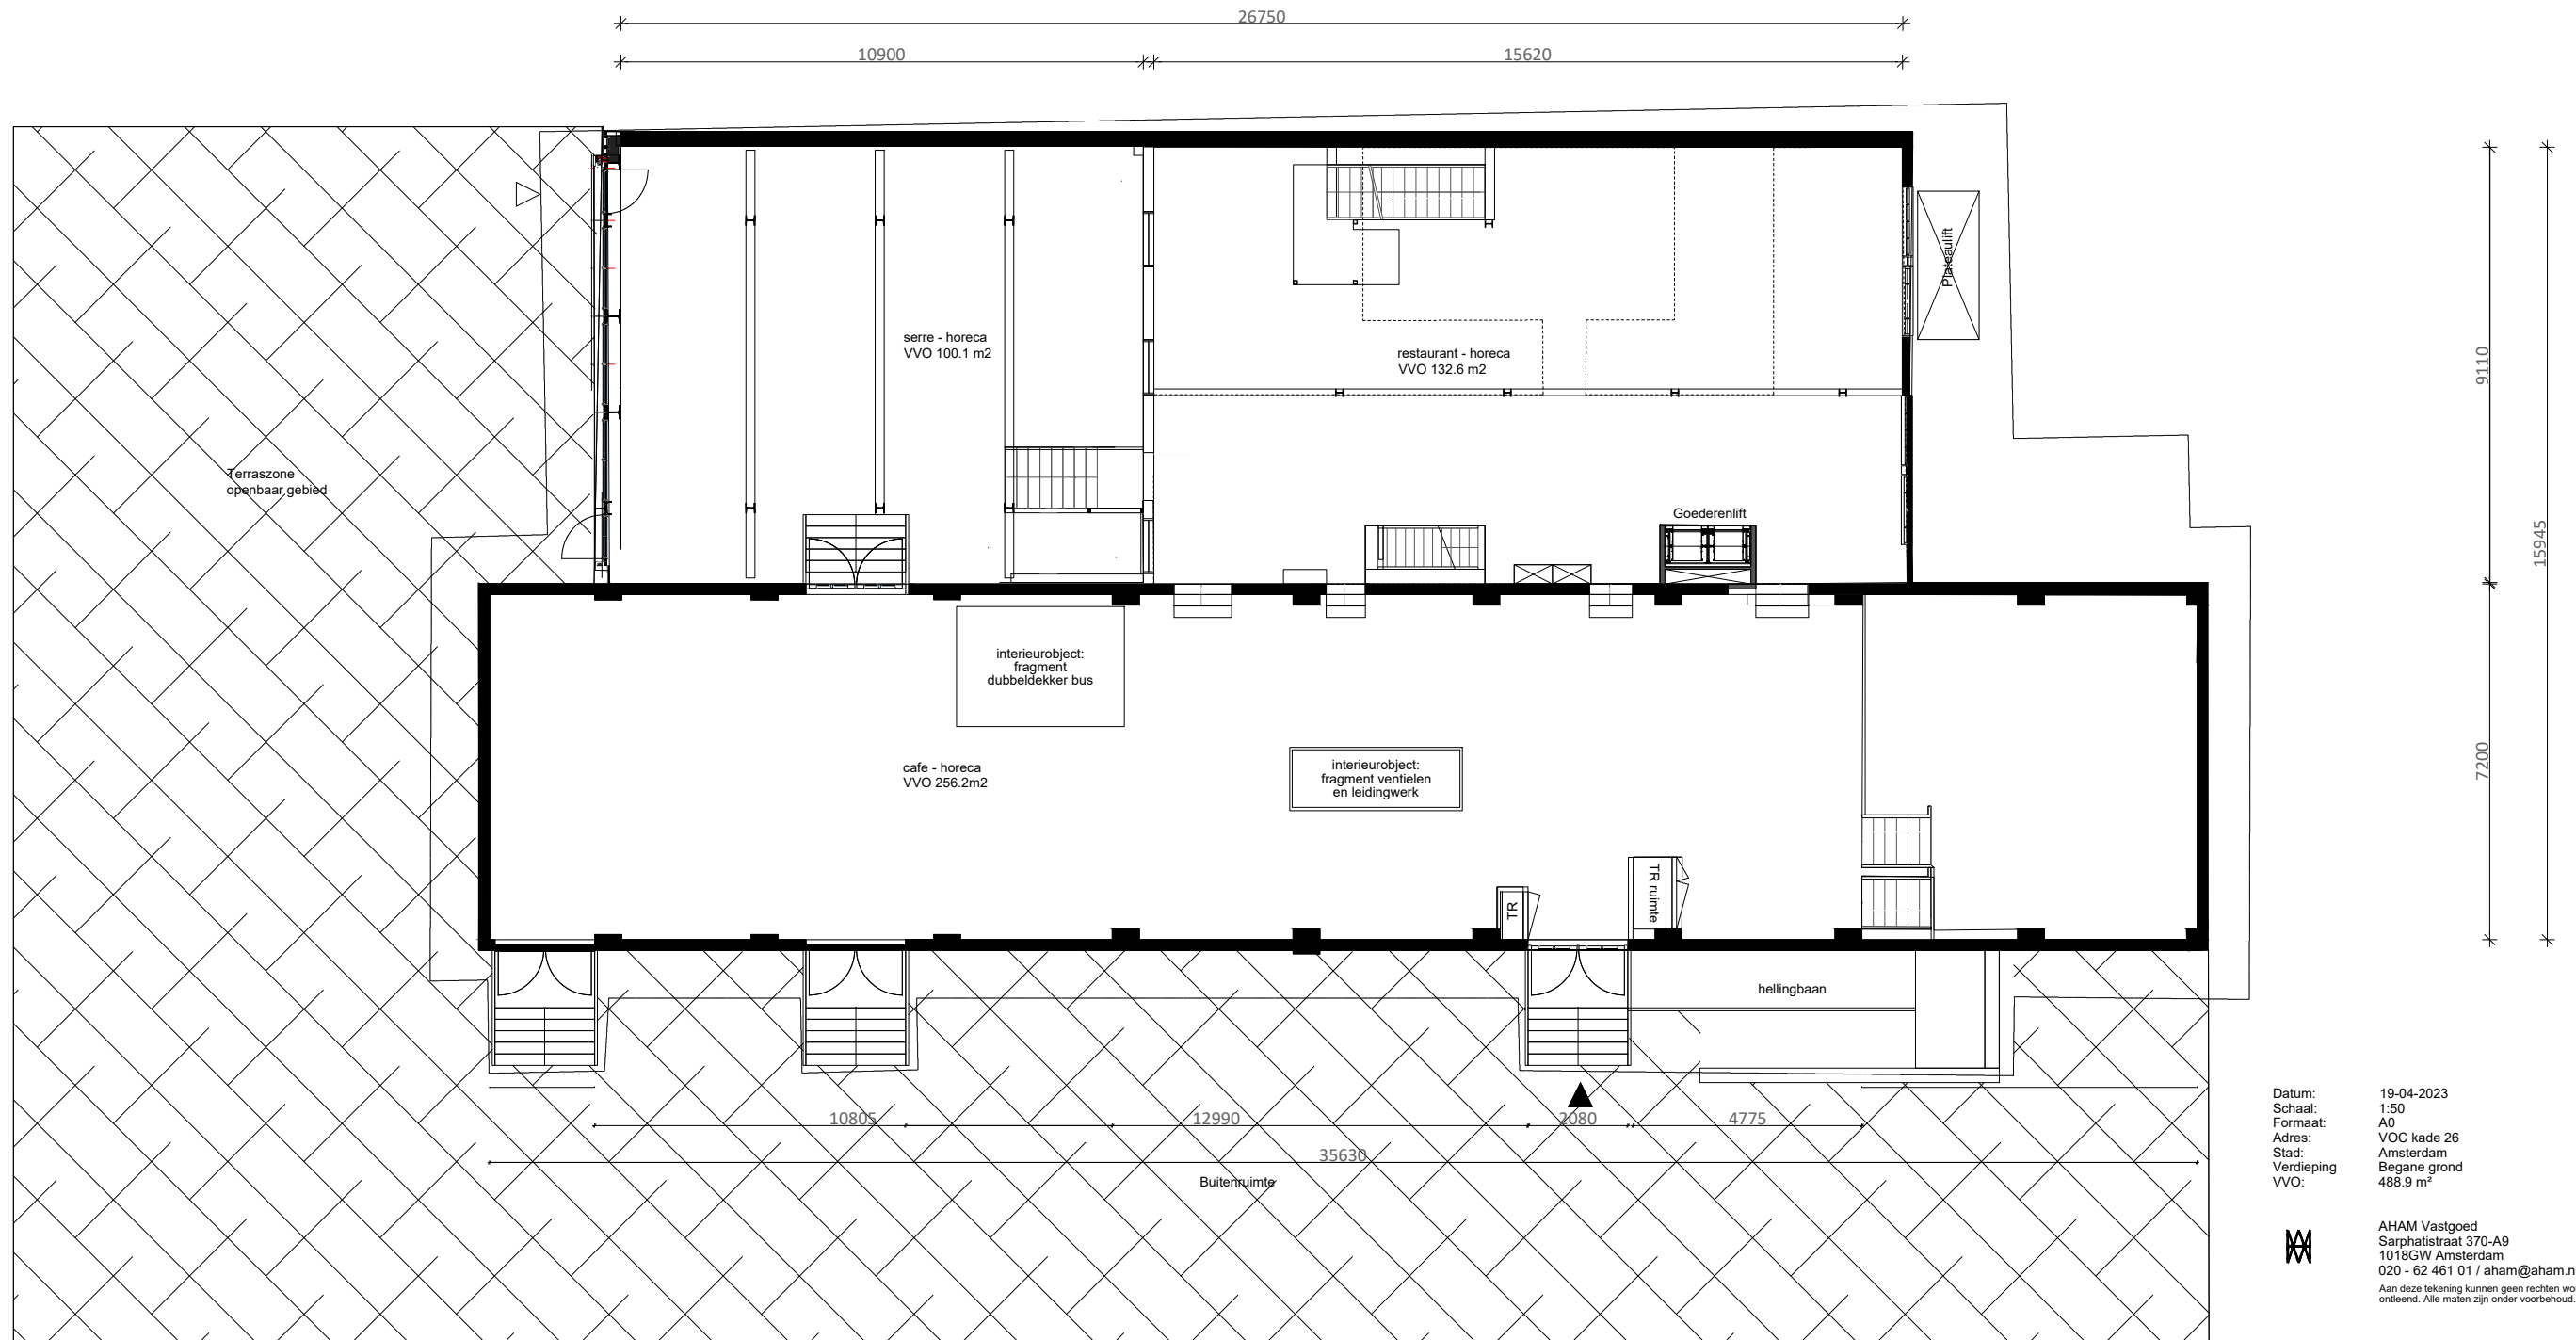 26750
10900
15620
Plateaulift
serre - horeca
VVO 100.1 m2
restaurant - horeca
VVO 132.6 m2
9110
15945
Terraszone
openbaar gebied
Goederenlift
interieurobject:
fragment
dubbeldekker bus
cafe - horeca
VVO 256.2m2
interieurobject:
fragment ventielen
en leidingwerk
7200
TR
TR ruimte
hellingbaan
10805
12990
2080
4775
35630
Buitenruimte
Datum: 19-04-2023
Schaal: 1:50
Formaat: A0
Adres: VOC kade 26
Stad: Amsterdam
Verdieping Begane grond
VVO: 488.9 m²
AHAM Vastgoed
Sarphatistraat 370-A9
1018GW Amsterdam
020 - 62 461 01 / aham@aham.n
Aan deze tekening kunnen geen rechten wo
ontleend. Alle maten zijn onder voorbehoud.